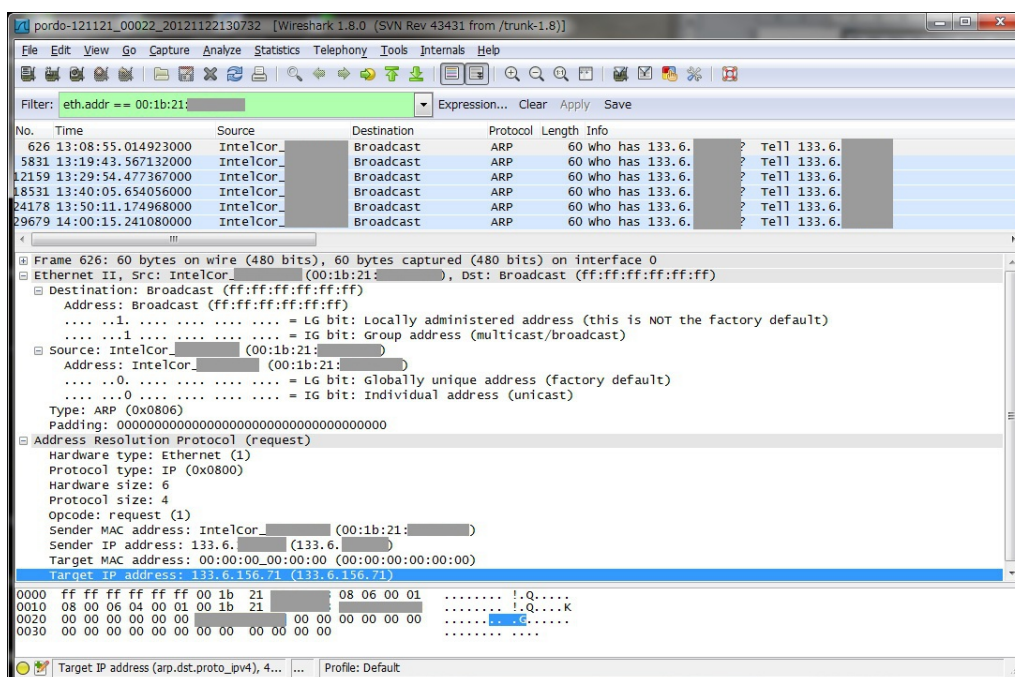 pordo-121121_00022_20121122130732 [Wireshark 1.8.0 (SVN Rev 43431 from /trunk-1.8)]
File Edit View Go Capture Analyze Statistics Telephony Tools Internals Help
Filter: eth.addr == 00:1b:21: Expression... Clear Apply Save
No. Time Source Destination Protocol Length Info
626 13:08:55.014923000 IntelCor_ Broadcast ARP 60 Who has 133.6. ? Tell 133.6.
5831 13:19:43.567132000 IntelCor_ Broadcast ARP 60 Who has 133.6. ? Tell 133.6.
12159 13:29:54.477367000 IntelCor_ Broadcast ARP 60 Who has 133.6. ? Tell 133.6.
18531 13:40:05.654056000 IntelCor_ Broadcast ARP 60 Who has 133.6. ? Tell 133.6.
24178 13:50:11.174968000 IntelCor_ Broadcast ARP 60 Who has 133.6. ? Tell 133.6.
29679 14:00:15.241080000 IntelCor_ Broadcast ARP 60 Who has 133.6. ? Tell 133.6.
Frame 626: 60 bytes on wire (480 bits), 60 bytes captured (480 bits) on interface 0
Ethernet II, Src: IntelCor_ (00:1b:21: ), Dst: Broadcast (ff:ff:ff:ff:ff:ff)
Destination: Broadcast (ff:ff:ff:ff:ff:ff)
Address: Broadcast (ff:ff:ff:ff:ff:ff)
.... ..1. .... .... .... .... = LG bit: Locally administered address (this is NOT the factory default)
.... ...1 .... .... .... .... = IG bit: Group address (multicast/broadcast)
Source: IntelCor_ (00:1b:21: )
Address: IntelCor_ (00:1b:21: )
.... ..0. .... .... .... .... = LG bit: Globally unique address (factory default)
.... ...0 .... .... .... .... = IG bit: Individual address (unicast)
Type: ARP (0x0806)
Padding: 000000000000000000000000000000000000
Address Resolution Protocol (request)
Hardware type: Ethernet (1)
Protocol type: IP (0x0800)
Hardware size: 6
Protocol size: 4
Opcode: request (1)
Sender MAC address: IntelCor_ (00:1b:21: )
Sender IP address: 133.6. (133.6. )
Target MAC address: 00:00:00_00:00:00 (00:00:00:00:00:00)
Target IP address: 133.6.156.71 (133.6.156.71)
0000 ff ff ff ff ff ff 00 1b 21 08 06 00 01 ........ !.Q.....
0010 08 00 06 04 00 01 00 1b 21 ........ !.Q....K
0020 00 00 00 00 00 00 00 00 00 00 00 ........ .G......
0030 00 00 00 00 00 00 00 00 00 00 00 00 ........ ....
Target IP address (arp.dst.proto_ipv4), 4... ... Profile: Default